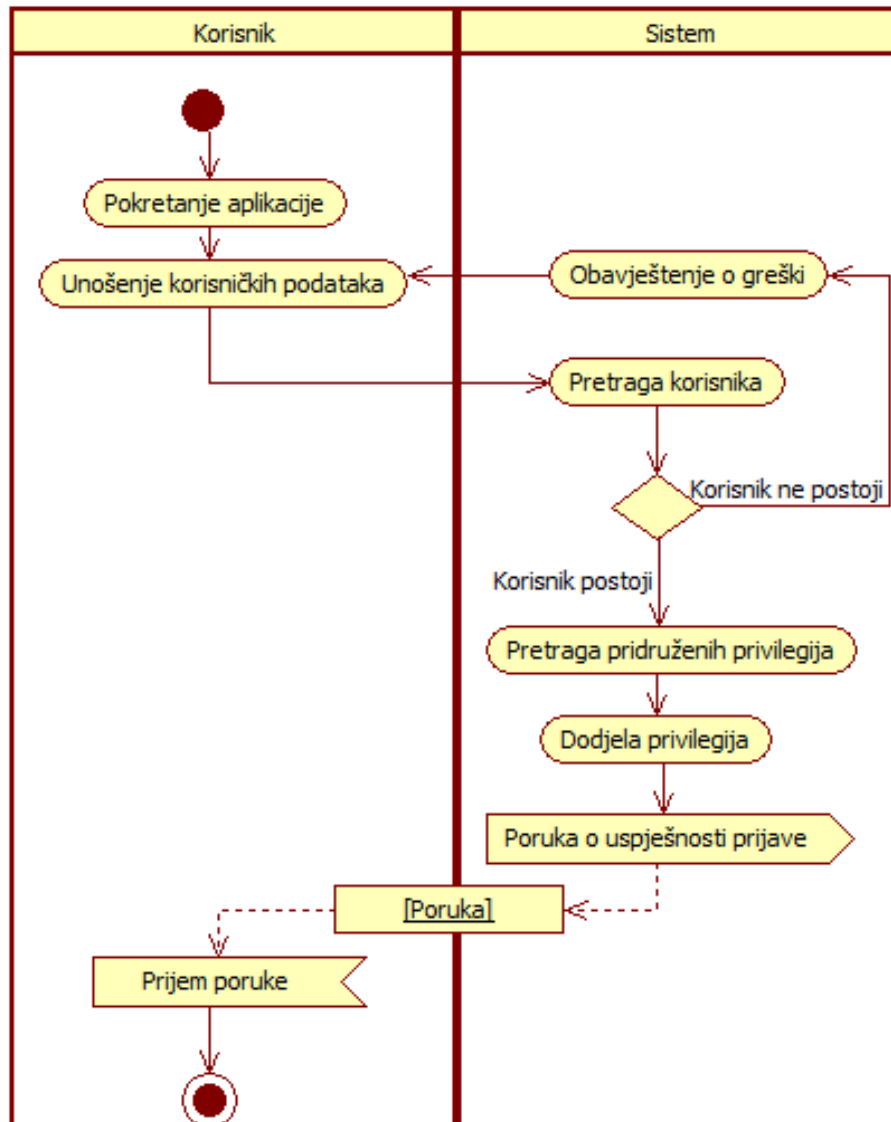 Korisnik
Sistem
Pokretanje aplikacije
Unošenje korisničkih podataka
Obavještenje o greški
Pretraga korisnika
Korisnik ne postoji
Korisnik postoji
Pretraga pridruženih privilegija
Dodjela privilegija
Poruka o uspješnosti prijave
[Poruka]
Prijem poruke